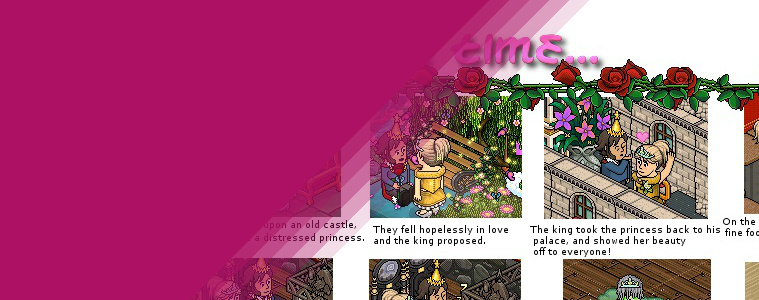 time...
upon an old castle,
a distressed princess.
They fell hopelessly in love
and the king proposed.
The king took the princess back to his
palace, and showed her beauty
off to everyone!
On the
fine foo